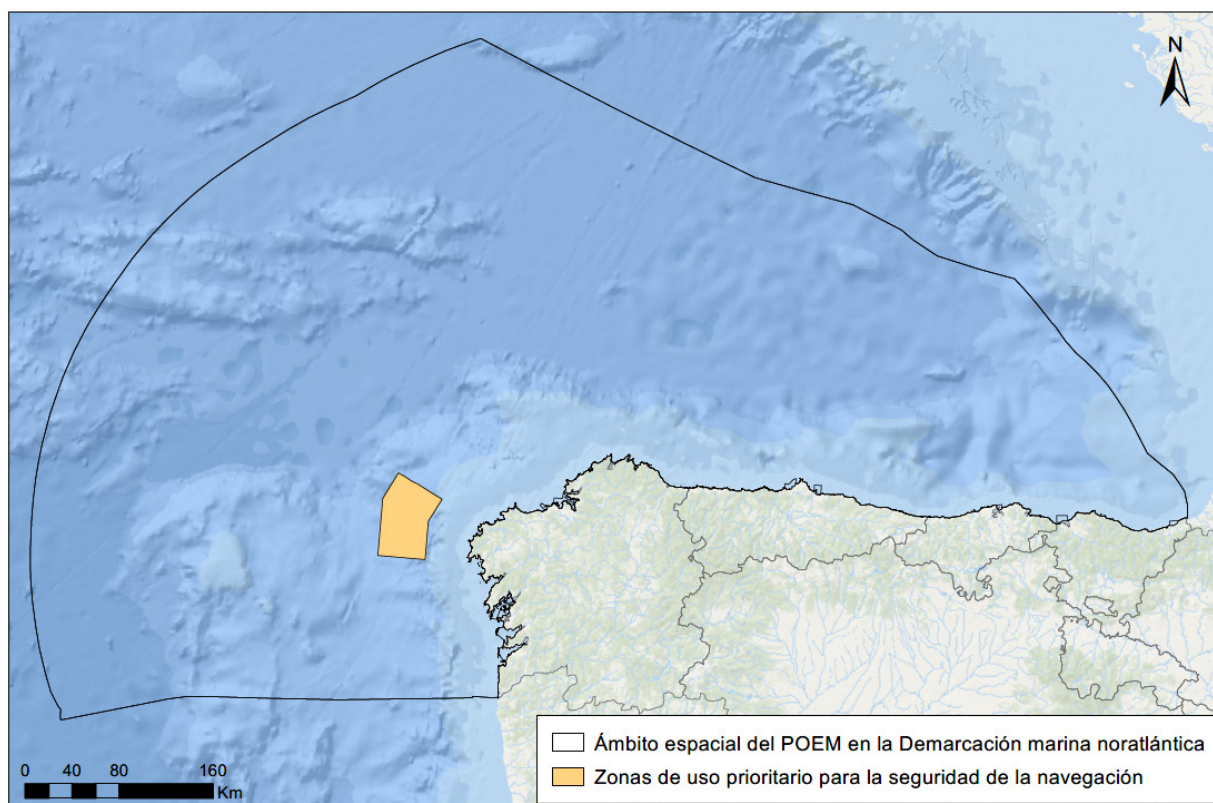 N
Ámbito espacial del POEM en la Demarcación marina noratlántica
Zonas de uso prioritario para la seguridad de la navegación
0 40 80 160
Km